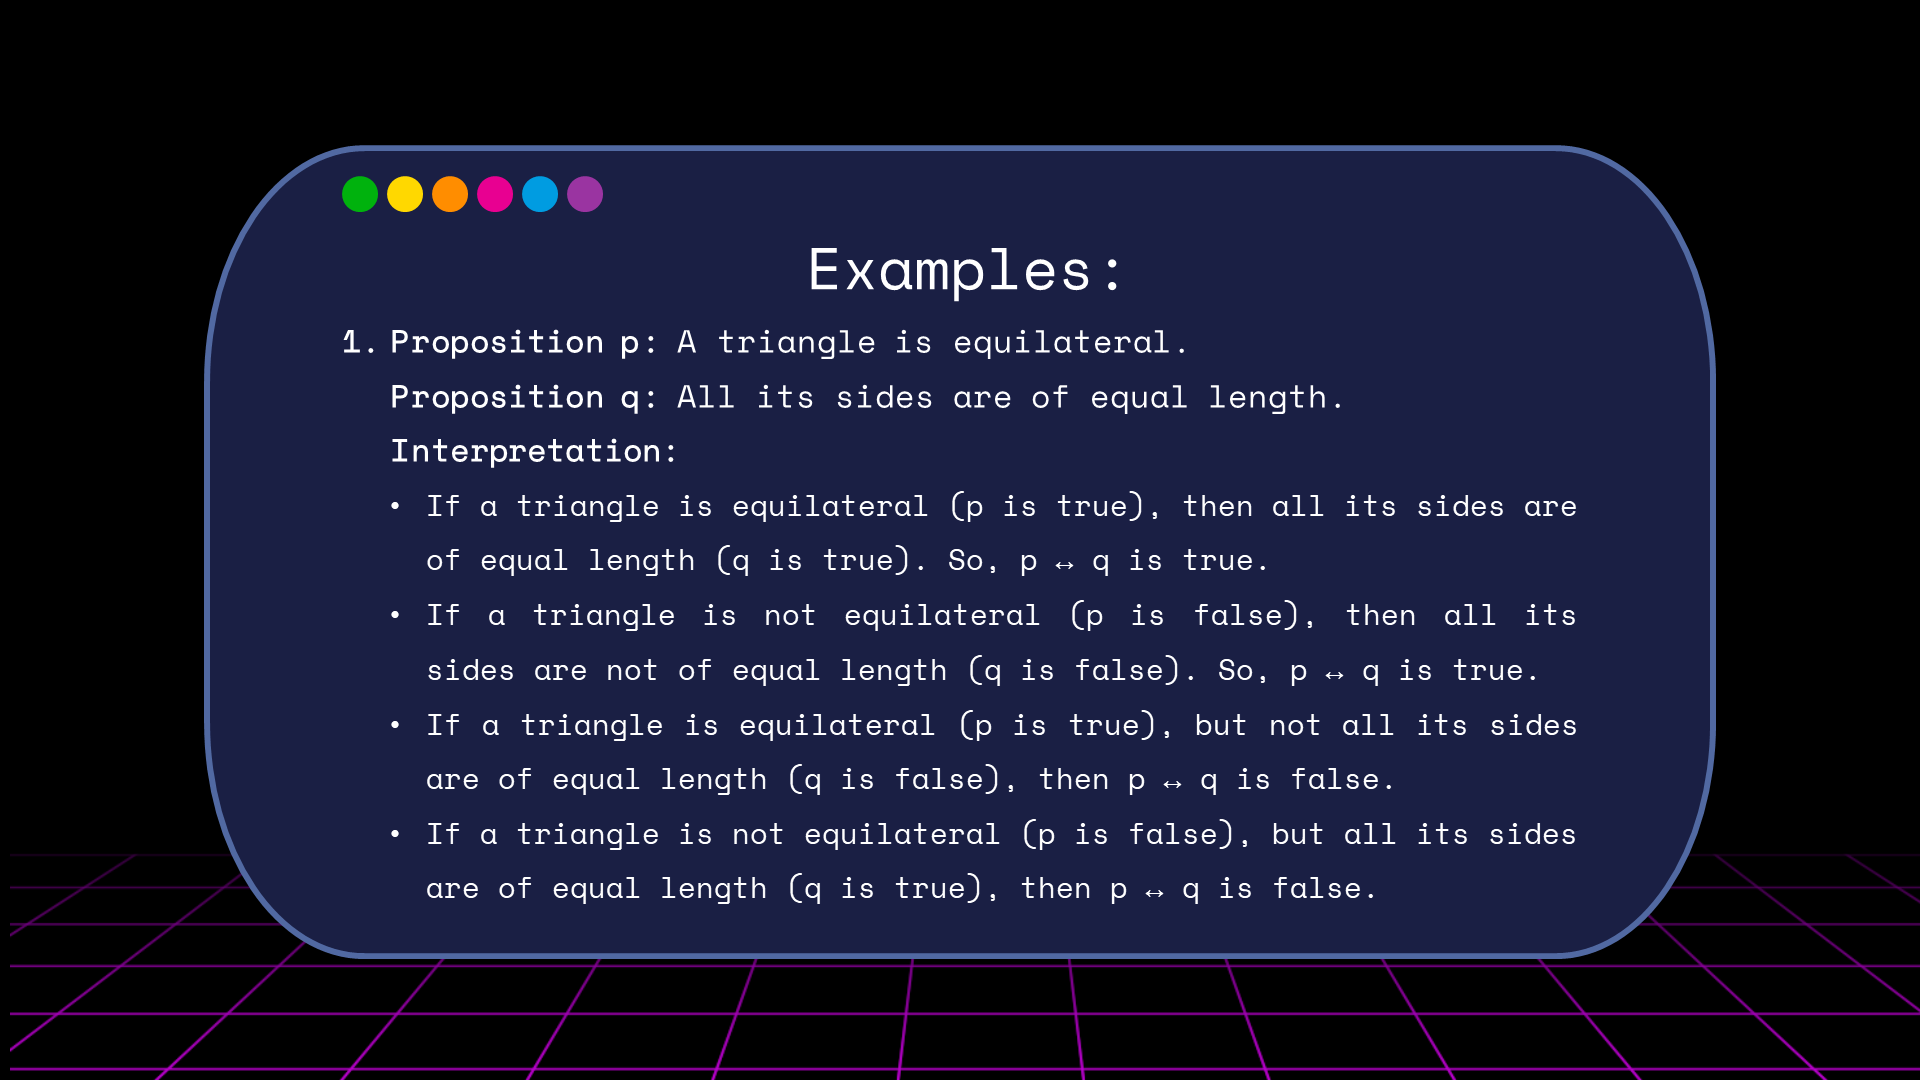 Examples:
1. Proposition p: A triangle is equilateral.
Proposition q: All its sides are of equal length.
Interpretation:
• If a triangle is equilateral (p is true), then all its sides are
of equal length (q is true). So, p ↔ q is true.
• If a triangle is not equilateral (p is false), then all its
sides are not of equal length (q is false). So, p ↔ q is true.
• If a triangle is equilateral (p is true), but not all its sides
are of equal length (q is false), then p ↔ q is false.
• If a triangle is not equilateral (p is false), but all its sides
are of equal length (q is true), then p ↔ q is false.